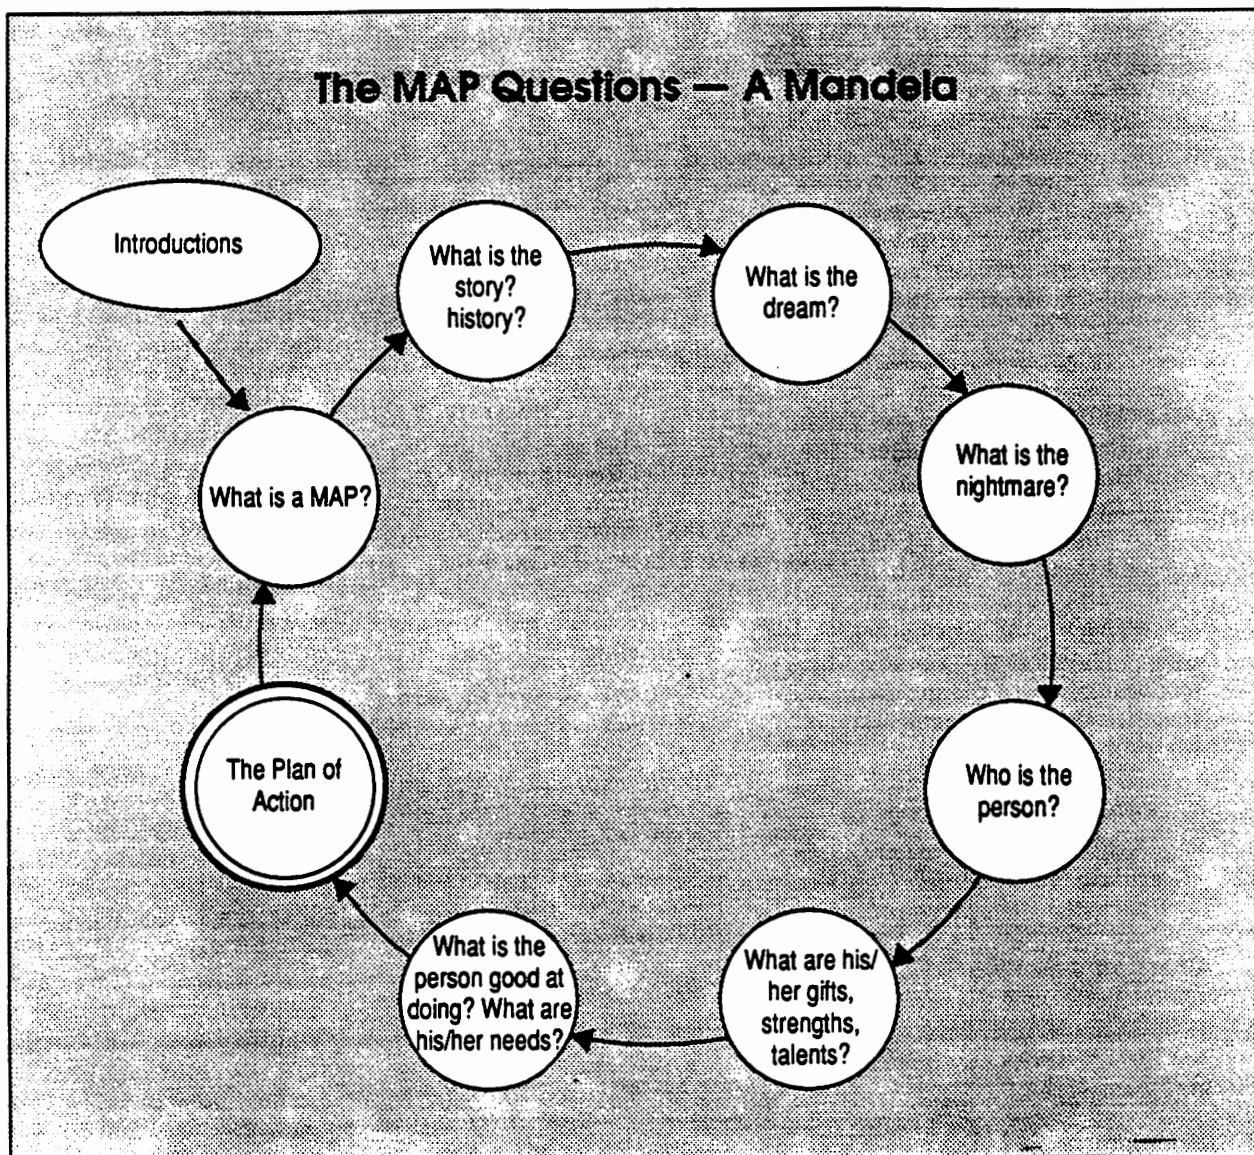 The MAP Questions — A Mandela
Introductions
What is a MAP?
What is the
story?
history?
What is the
dream?
What is the
nightmare?
Who is the
person?
What are his/
her gifts,
strengths,
talents?
What is the
person good at
doing? What are
his/her needs?
The Plan of
Action